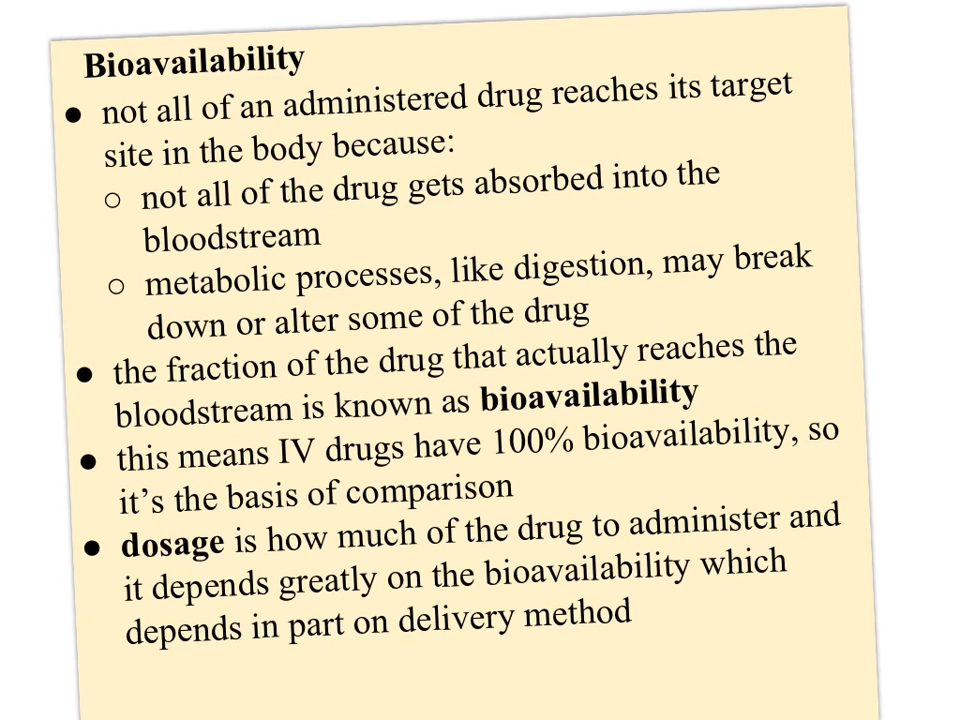 Bioavailability
● not all of an administered drug reaches its target
site in the body because:
○ not all of the drug gets absorbed into the
bloodstream
○ metabolic processes, like digestion, may break
down or alter some of the drug
● the fraction of the drug that actually reaches the
bloodstream is known as bioavailability
● this means IV drugs have 100% bioavailability, so
it’s the basis of comparison
● dosage is how much of the drug to administer and
it depends greatly on the bioavailability which
depends in part on delivery method